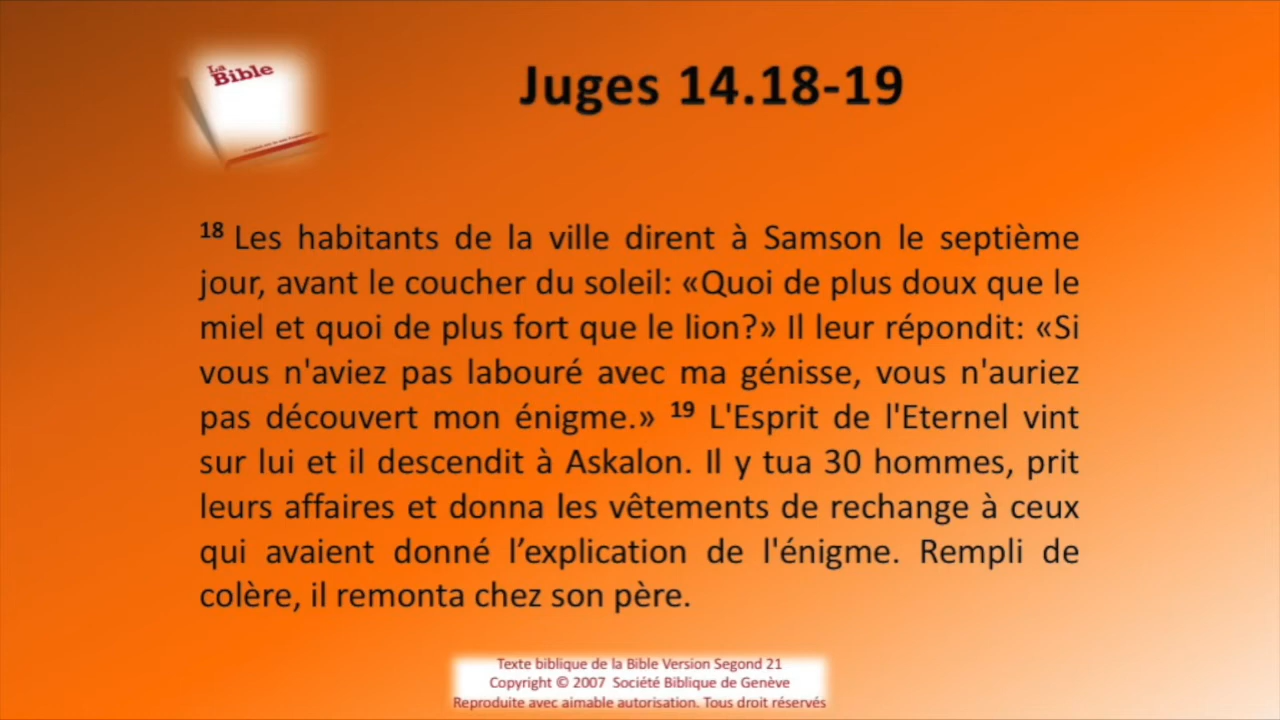 La
Bible
Juges 14.18-19
18 Les habitants de la ville dirent à Samson le septième
jour, avant le coucher du soleil: «Quoi de plus doux que le
miel et quoi de plus fort que le lion?» Il leur répondit: «Si
vous n'aviez pas labouré avec ma génisse, vous n'auriez
pas découvert mon énigme.» 19 L'Esprit de l'Eternel vint
sur lui et il descendit à Askalon. Il y tua 30 hommes, prit
leurs affaires et donna les vêtements de rechange à ceux
qui avaient donné l’explication de l'énigme. Rempli de
colère, il remonta chez son père.
Texte biblique de la Bible Version Segond 21
Copyright © 2007 Société Biblique de Genève
Reproduite avec aimable autorisation. Tous droit réservés